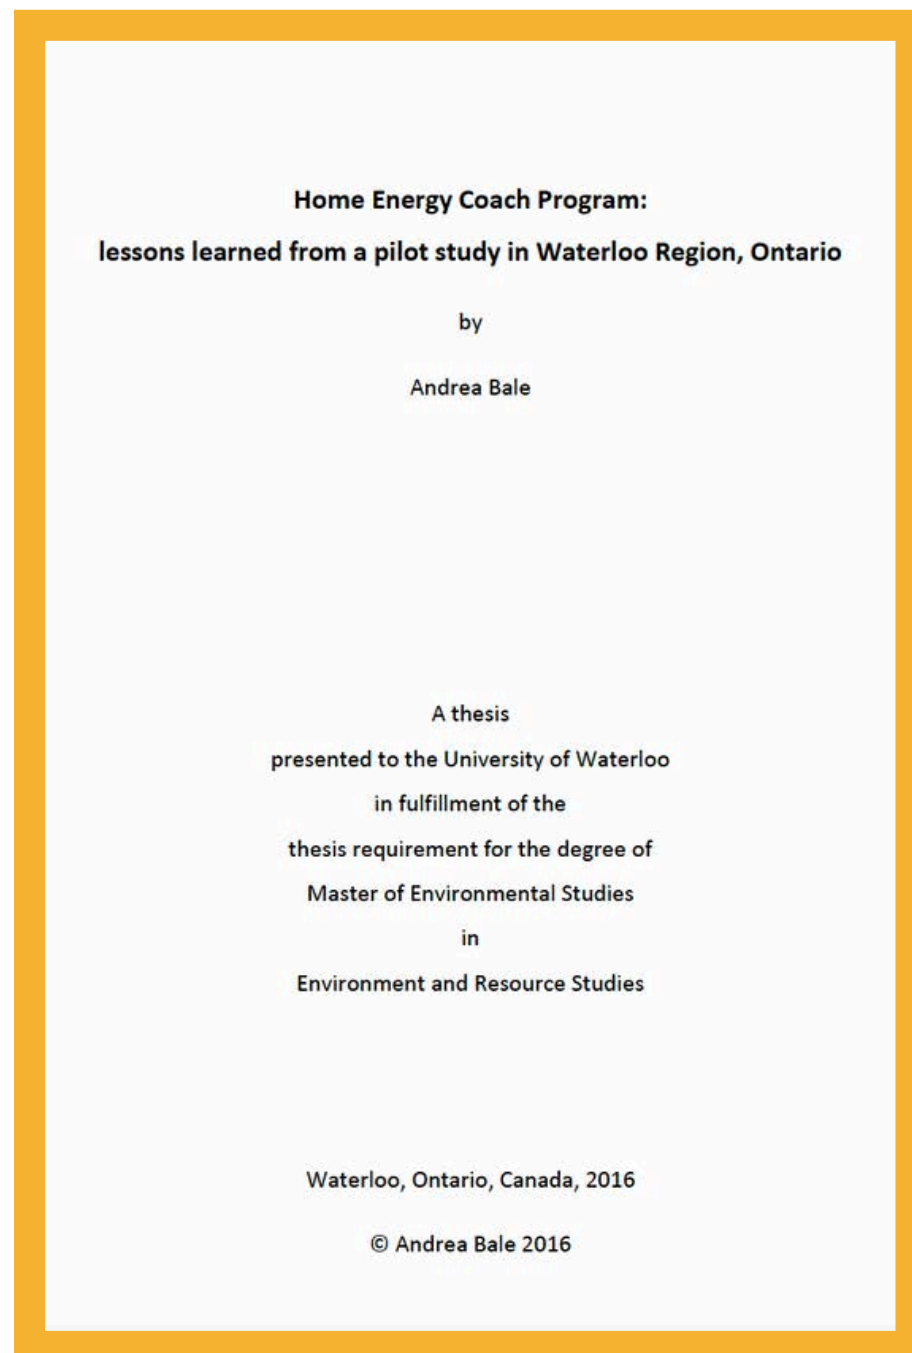 Home Energy Coach Program:
lessons learned from a pilot study in Waterloo Region, Ontario
by
Andrea Bale
A thesis
presented to the University of Waterloo
in fulfillment of the
thesis requirement for the degree of
Master of Environmental Studies
in
Environment and Resource Studies
Waterloo, Ontario, Canada, 2016
© Andrea Bale 2016